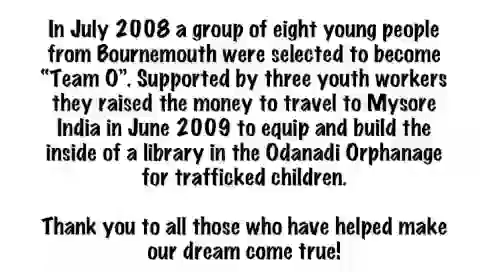 In July 2008 a group of eight young people
from Bournemouth were selected to become
"Team O". Supported by three youth workers
they raised the money to travel to Mysore
India in June 2009 to equip and build the
inside of a library in the Odanadi Orphanage
for trafficked children.
Thank you to all those who have helped make
our dream come true!